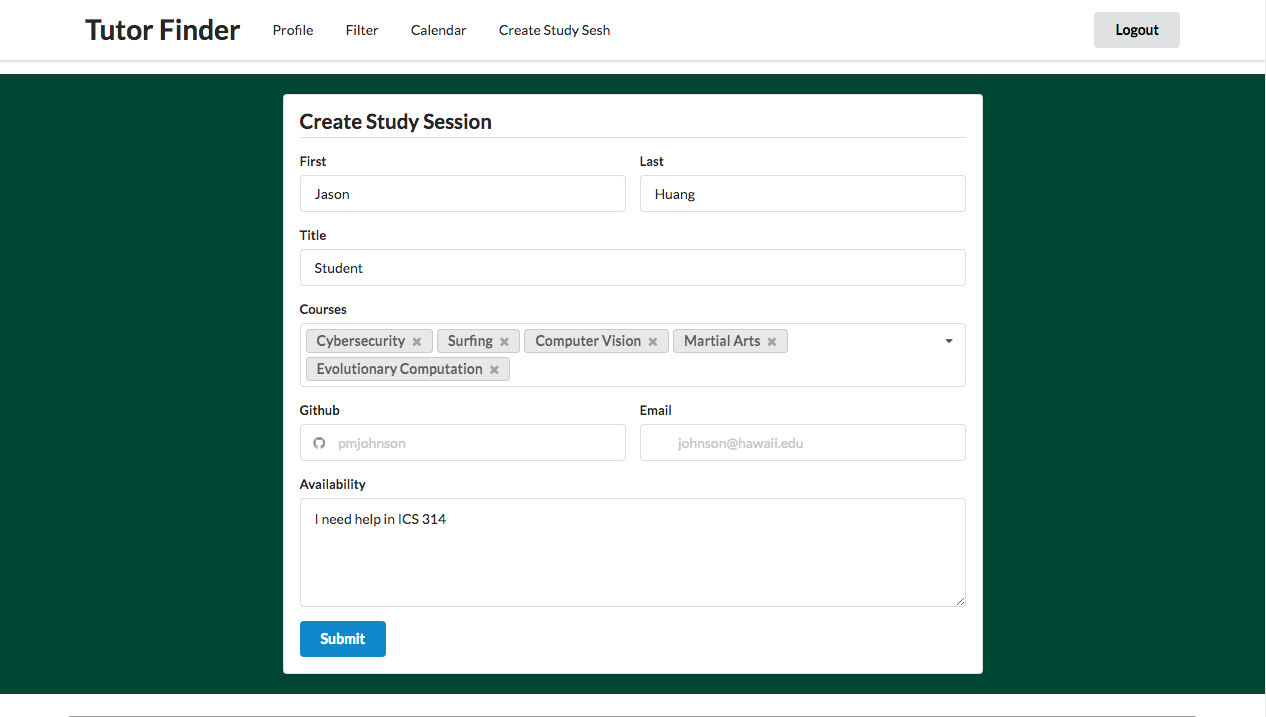 Tutor Finder Profile Filter Calendar Create Study Sesh Logout
Create Study Session
First Last
Jason Huang
Title
Student
Courses
Cybersecurity Surfing Computer Vision Martial Arts
Evolutionary Computation
Github Email
pmjohnson johnson@hawaii.edu
Availability
I need help in ICS 314
Submit